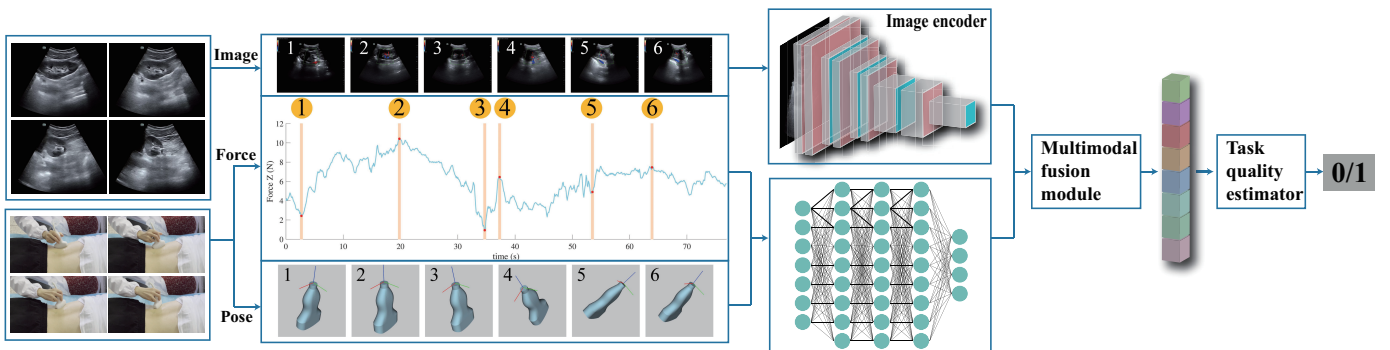 Image
1 2 3 4 5 6
Image encoder
Force
1 2 3 4 5 6
Force Z (N)
12
10
8
6
4
2
0
0 10 20 30 40 50 60 70
time (s)
Pose
1 2 3 4 5 6
Multimodal
fusion
module
Task
quality
estimator
0/1